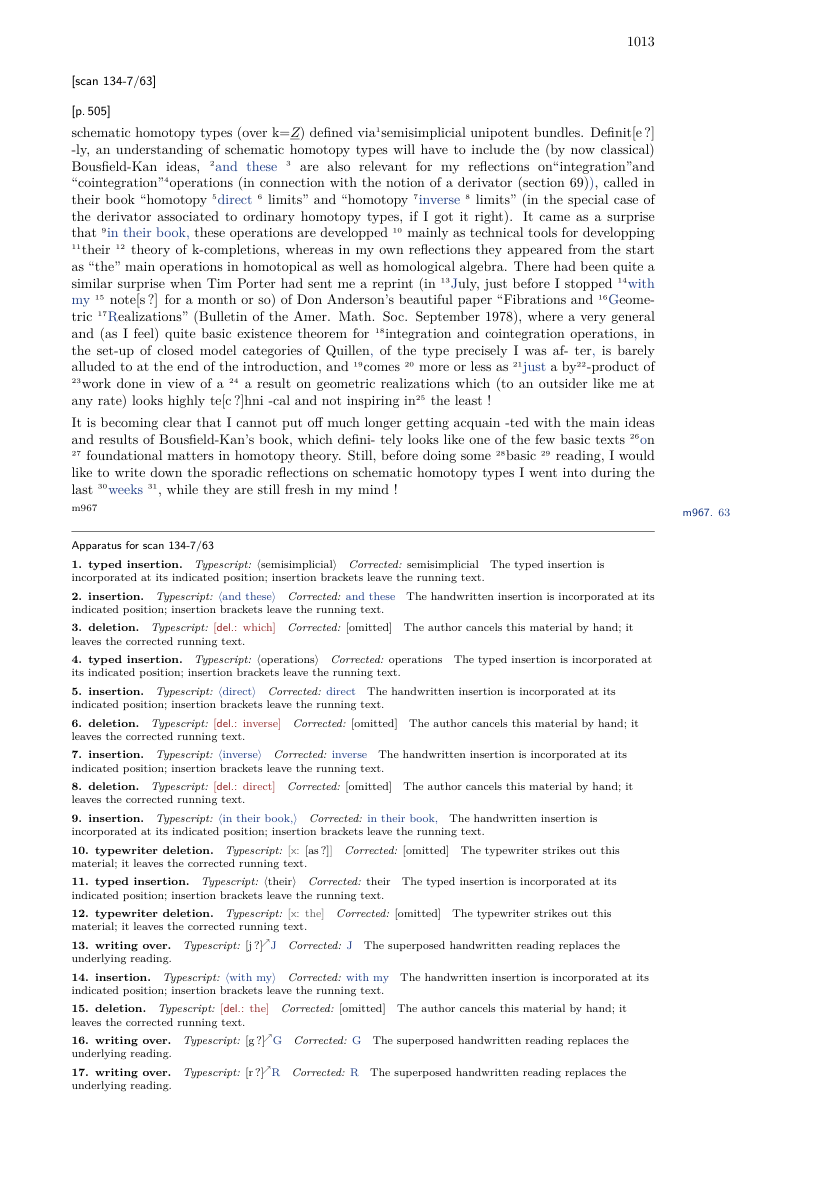 1013
[scan 134-7/63]
[p. 505]
schematic homotopy types (over k=Z) defined via¹semisimplicial unipotent bundles. Definit[e ?]
-ly, an understanding of schematic homotopy types will have to include the (by now classical)
Bousfield-Kan ideas, ²and these ³ are also relevant for my reflections on“integration”and
“cointegration”⁴operations (in connection with the notion of a derivator (section 69)), called in
their book “homotopy ⁵direct ⁶ limits” and “homotopy ⁷inverse ⁸ limits” (in the special case of
the derivator associated to ordinary homotopy types, if I got it right). It came as a surprise
that ⁹in their book, these operations are developped ¹⁰ mainly as technical tools for developping
¹¹their ¹² theory of k-completions, whereas in my own reflections they appeared from the start
as “the” main operations in homotopical as well as homological algebra. There had been quite a
similar surprise when Tim Porter had sent me a reprint (in ¹³July, just before I stopped ¹⁴with
my ¹⁵ note[s ?] for a month or so) of Don Anderson’s beautiful paper “Fibrations and ¹⁶Geome-
tric ¹⁷Realizations” (Bulletin of the Amer. Math. Soc. September 1978), where a very general
and (as I feel) quite basic existence theorem for ¹⁸integration and cointegration operations, in
the set-up of closed model categories of Quillen, of the type precisely I was af- ter, is barely
alluded to at the end of the introduction, and ¹⁹comes ²⁰ more or less as ²¹just a by²²-product of
²³work done in view of a ²⁴ a result on geometric realizations which (to an outsider like me at
any rate) looks highly te[c ?]hni -cal and not inspiring in²⁵ the least !
It is becoming clear that I cannot put off much longer getting acquain -ted with the main ideas
and results of Bousfield-Kan’s book, which defini- tely looks like one of the few basic texts ²⁶on
²⁷ foundational matters in homotopy theory. Still, before doing some ²⁸basic ²⁹ reading, I would
like to write down the sporadic reflections on schematic homotopy types I went into during the
last ³⁰weeks ³¹, while they are still fresh in my mind !
m967
m967. 63
Apparatus for scan 134-7/63
1. typed insertion. Typescript: ⟨semisimplicial⟩ Corrected: semisimplicial The typed insertion is
incorporated at its indicated position; insertion brackets leave the running text.
2. insertion. Typescript: ⟨and these⟩ Corrected: and these The handwritten insertion is incorporated at its
indicated position; insertion brackets leave the running text.
3. deletion. Typescript: [del.: which] Corrected: [omitted] The author cancels this material by hand; it
leaves the corrected running text.
4. typed insertion. Typescript: ⟨operations⟩ Corrected: operations The typed insertion is incorporated at
its indicated position; insertion brackets leave the running text.
5. insertion. Typescript: ⟨direct⟩ Corrected: direct The handwritten insertion is incorporated at its
indicated position; insertion brackets leave the running text.
6. deletion. Typescript: [del.: inverse] Corrected: [omitted] The author cancels this material by hand; it
leaves the corrected running text.
7. insertion. Typescript: ⟨inverse⟩ Corrected: inverse The handwritten insertion is incorporated at its
indicated position; insertion brackets leave the running text.
8. deletion. Typescript: [del.: direct] Corrected: [omitted] The author cancels this material by hand; it
leaves the corrected running text.
9. insertion. Typescript: ⟨in their book,⟩ Corrected: in their book, The handwritten insertion is
incorporated at its indicated position; insertion brackets leave the running text.
10. typewriter deletion. Typescript: [x: [as ?]] Corrected: [omitted] The typewriter strikes out this
material; it leaves the corrected running text.
11. typed insertion. Typescript: ⟨their⟩ Corrected: their The typed insertion is incorporated at its
indicated position; insertion brackets leave the running text.
12. typewriter deletion. Typescript: [x: the] Corrected: [omitted] The typewriter strikes out this
material; it leaves the corrected running text.
13. writing over. Typescript: [j ?]↗J Corrected: J The superposed handwritten reading replaces the
underlying reading.
14. insertion. Typescript: ⟨with my⟩ Corrected: with my The handwritten insertion is incorporated at its
indicated position; insertion brackets leave the running text.
15. deletion. Typescript: [del.: the] Corrected: [omitted] The author cancels this material by hand; it
leaves the corrected running text.
16. writing over. Typescript: [g ?]↗G Corrected: G The superposed handwritten reading replaces the
underlying reading.
17. writing over. Typescript: [r ?]↗R Corrected: R The superposed handwritten reading replaces the
underlying reading.